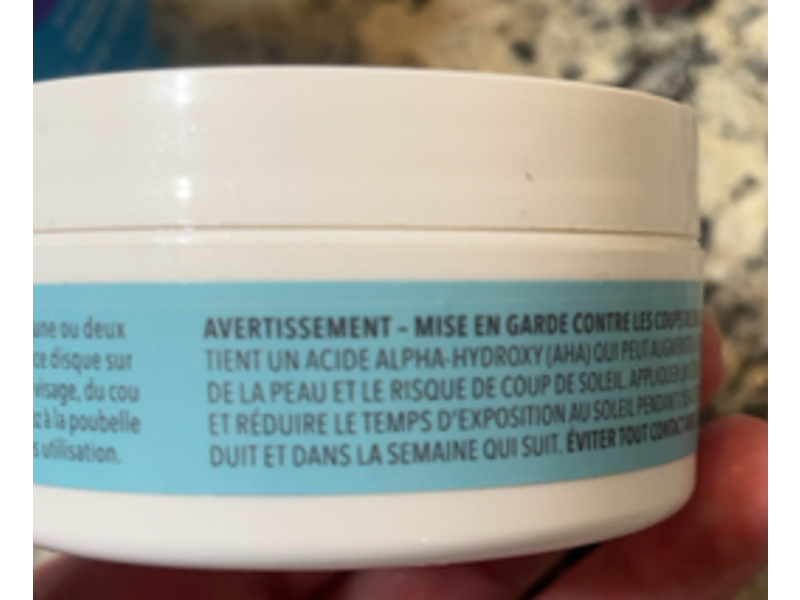 une ou deux
ce disque sur
visage, du cou
à la poubelle
utilisation.
AVERTISSEMENT – MISE EN GARDE CONTRE LES COUPS
TIENT UN ACIDE ALPHA-HYDROXY (AHA) QUI PEUT
DE LA PEAU ET LE RISQUE DE COUP DE SOLEIL. APPLIQUER
ET RÉDUIRE LE TEMPS D'EXPOSITION AU SOLEIL PENDANT
DUIT ET DANS LA SEMAINE QUI SUIT. ÉVITER TOUT CONTACT